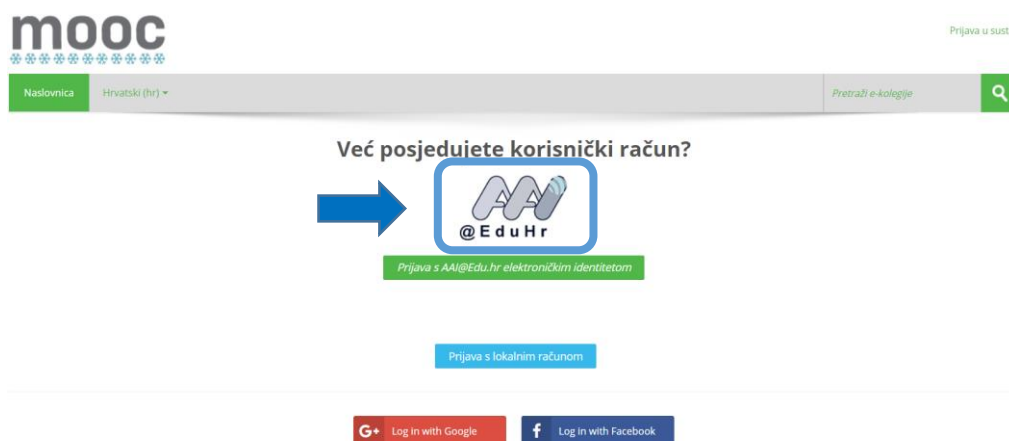 mooc
Prijava u sust
Naslovnica
Hrvatski (hr)
Pretraži e-kolegije
Već posjedujete korisnički račun?
AAI
@EduHr
Prijava s AAI@Edu.hr elektroničkim identitetom
Prijava s lokalnim računom
G+ Log in with Google
f Log in with Facebook